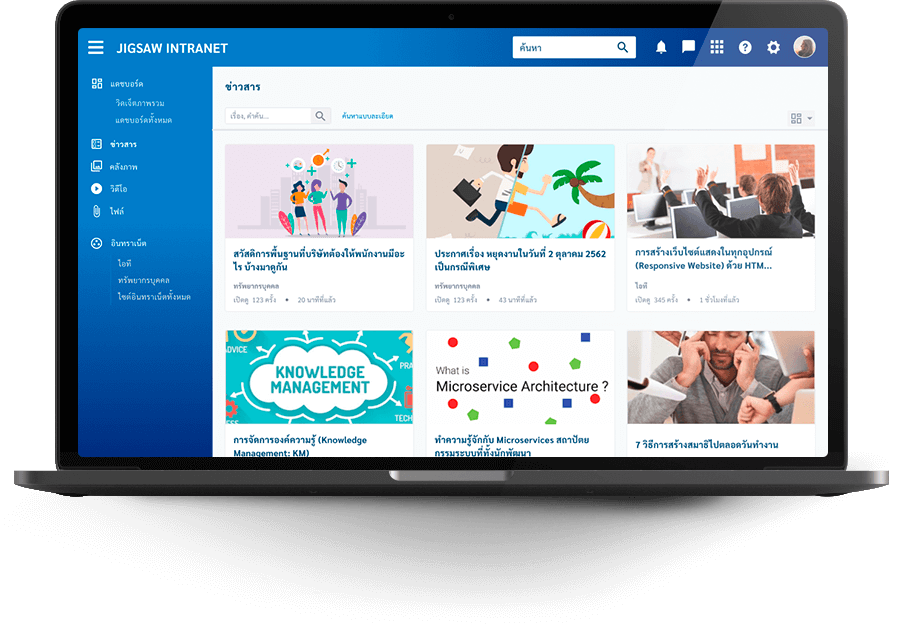 JIGSAW INTRANET
ค้นหา
แดชบอร์ด
วิดเจ็ตภาพรวม
แดชบอร์ดทั้งหมด
ข่าวสาร
คลังภาพ
วิดีโอ
ไฟล์
อินทราเน็ต
ไอที
ทรัพยากรบุคคล
ไซต์อินทราเน็ตทั้งหมด
ข่าวสาร
เรื่อง, คำค้น...
ค้นหาแบบละเอียด
สวัสดิการพื้นฐานที่บริษัทต้องให้พนักงานมีอะ
ไร บ้างมาดูกัน
ทรัพยากรบุคคล
เปิดดู 123 ครั้ง • 20 นาทีที่แล้ว
ประกาศเรื่อง หยุดงานในวันที่ 2 ตุลาคม 2562
เป็นกรณีพิเศษ
ทรัพยากรบุคคล
เปิดดู 123 ครั้ง • 43 นาทีที่แล้ว
การสร้างเว็บไซต์แสดงในทุกอุปกรณ์
(Responsive Website) ด้วย HTM...
ไอที
เปิดดู 345 ครั้ง • 1 ชั่วโมงที่แล้ว
ADVICE
KNOWLEDGE
MANAGEMENT
PRA
TECH
การจัดการองค์ความรู้ (Knowledge
Management: KM)
What is
Microservice Architecture ?
ทำความรู้จักกับ Microservices สถาปัตย
กรรมระบบที่ทั้งนักพัฒนา
7 วิธีการสร้างสมาธิไปตลอดวันทำงาน